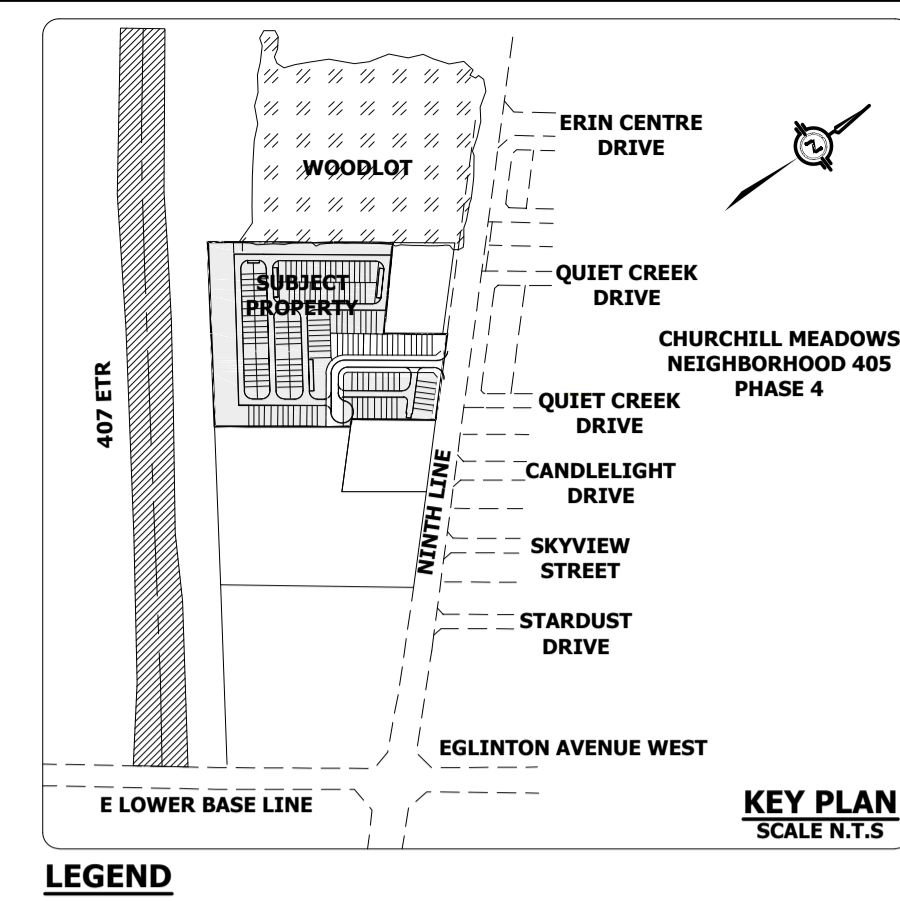 ERIN CENTRE
DRIVE
WOODLOT
QUIET CREEK
DRIVE
SUBJECT
PROPERTY
CHURCHILL MEADOWS
NEIGHBORHOOD 405
PHASE 4
407 ETR
QUIET CREEK
DRIVE
CANDLELIGHT
DRIVE
NINTH LINE
SKYVIEW
STREET
STARDUST
DRIVE
EGLINTON AVENUE WEST
E LOWER BASE LINE
KEY PLAN
SCALE N.T.S
LEGEND
N